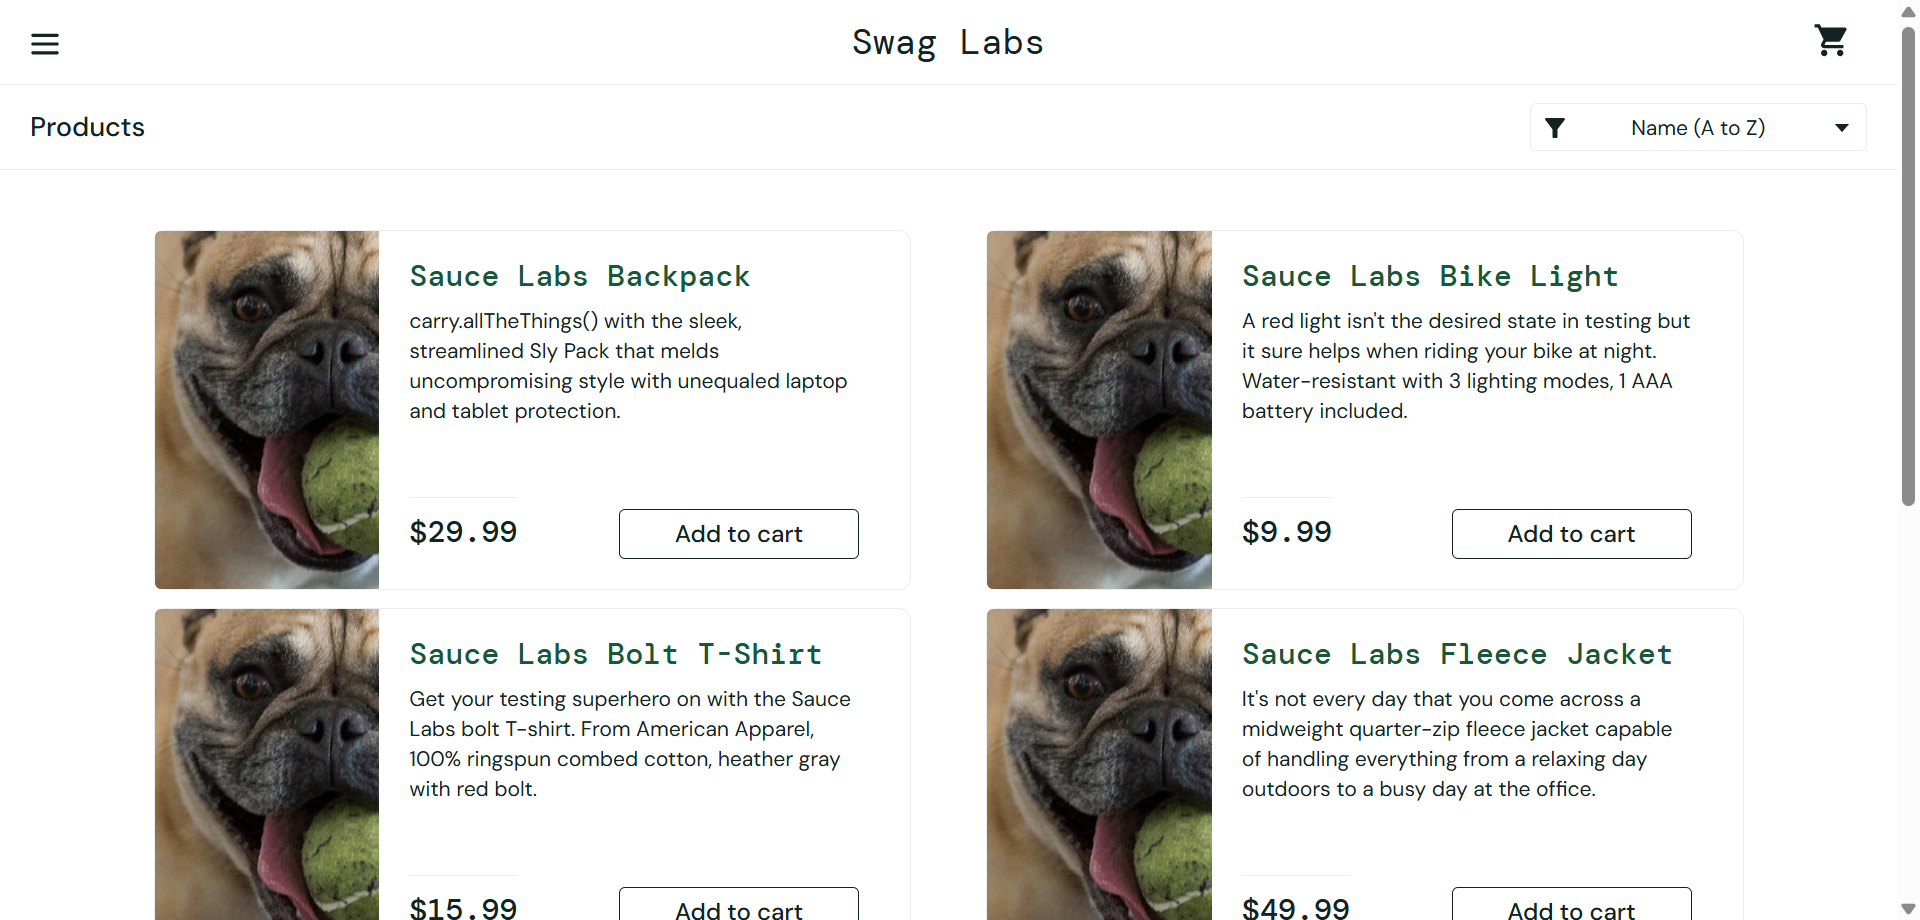 Swag Labs
Products
Name (A to Z)
Sauce Labs Backpack
carry.allTheThings() with the sleek,
streamlined Sly Pack that melds
uncompromising style with unequaled laptop
and tablet protection.
$29.99
Add to cart
Sauce Labs Bike Light
A red light isn't the desired state in testing but
it sure helps when riding your bike at night.
Water-resistant with 3 lighting modes, 1 AAA
battery included.
$9.99
Add to cart
Sauce Labs Bolt T-Shirt
Get your testing superhero on with the Sauce
Labs bolt T-shirt. From American Apparel,
100% ringspun combed cotton, heather gray
with red bolt.
$15.99
Add to cart
Sauce Labs Fleece Jacket
It's not every day that you come across a
midweight quarter-zip fleece jacket capable
of handling everything from a relaxing day
outdoors to a busy day at the office.
$49.99
Add to cart